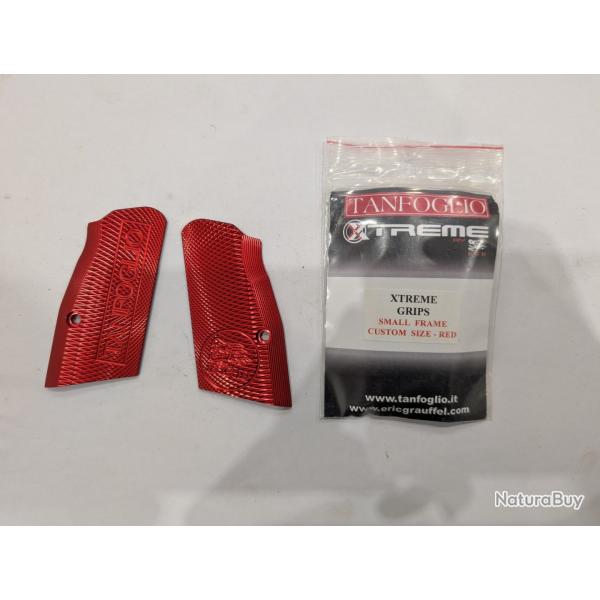 TANFOGLIO
TANFOGLIO
XTREME
XTREME
GRIPS
SMALL FRAME
CUSTOM SIZE - RED
www.tanfoglio.it
www.ericgrauffel.com
NaturaBuy